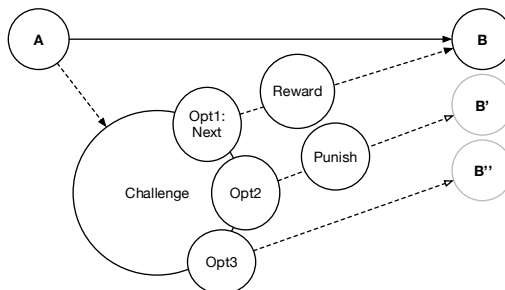 A
B
Reward
Opt1:
Next
B'
Punish
B''
Challenge
Opt2
Opt3